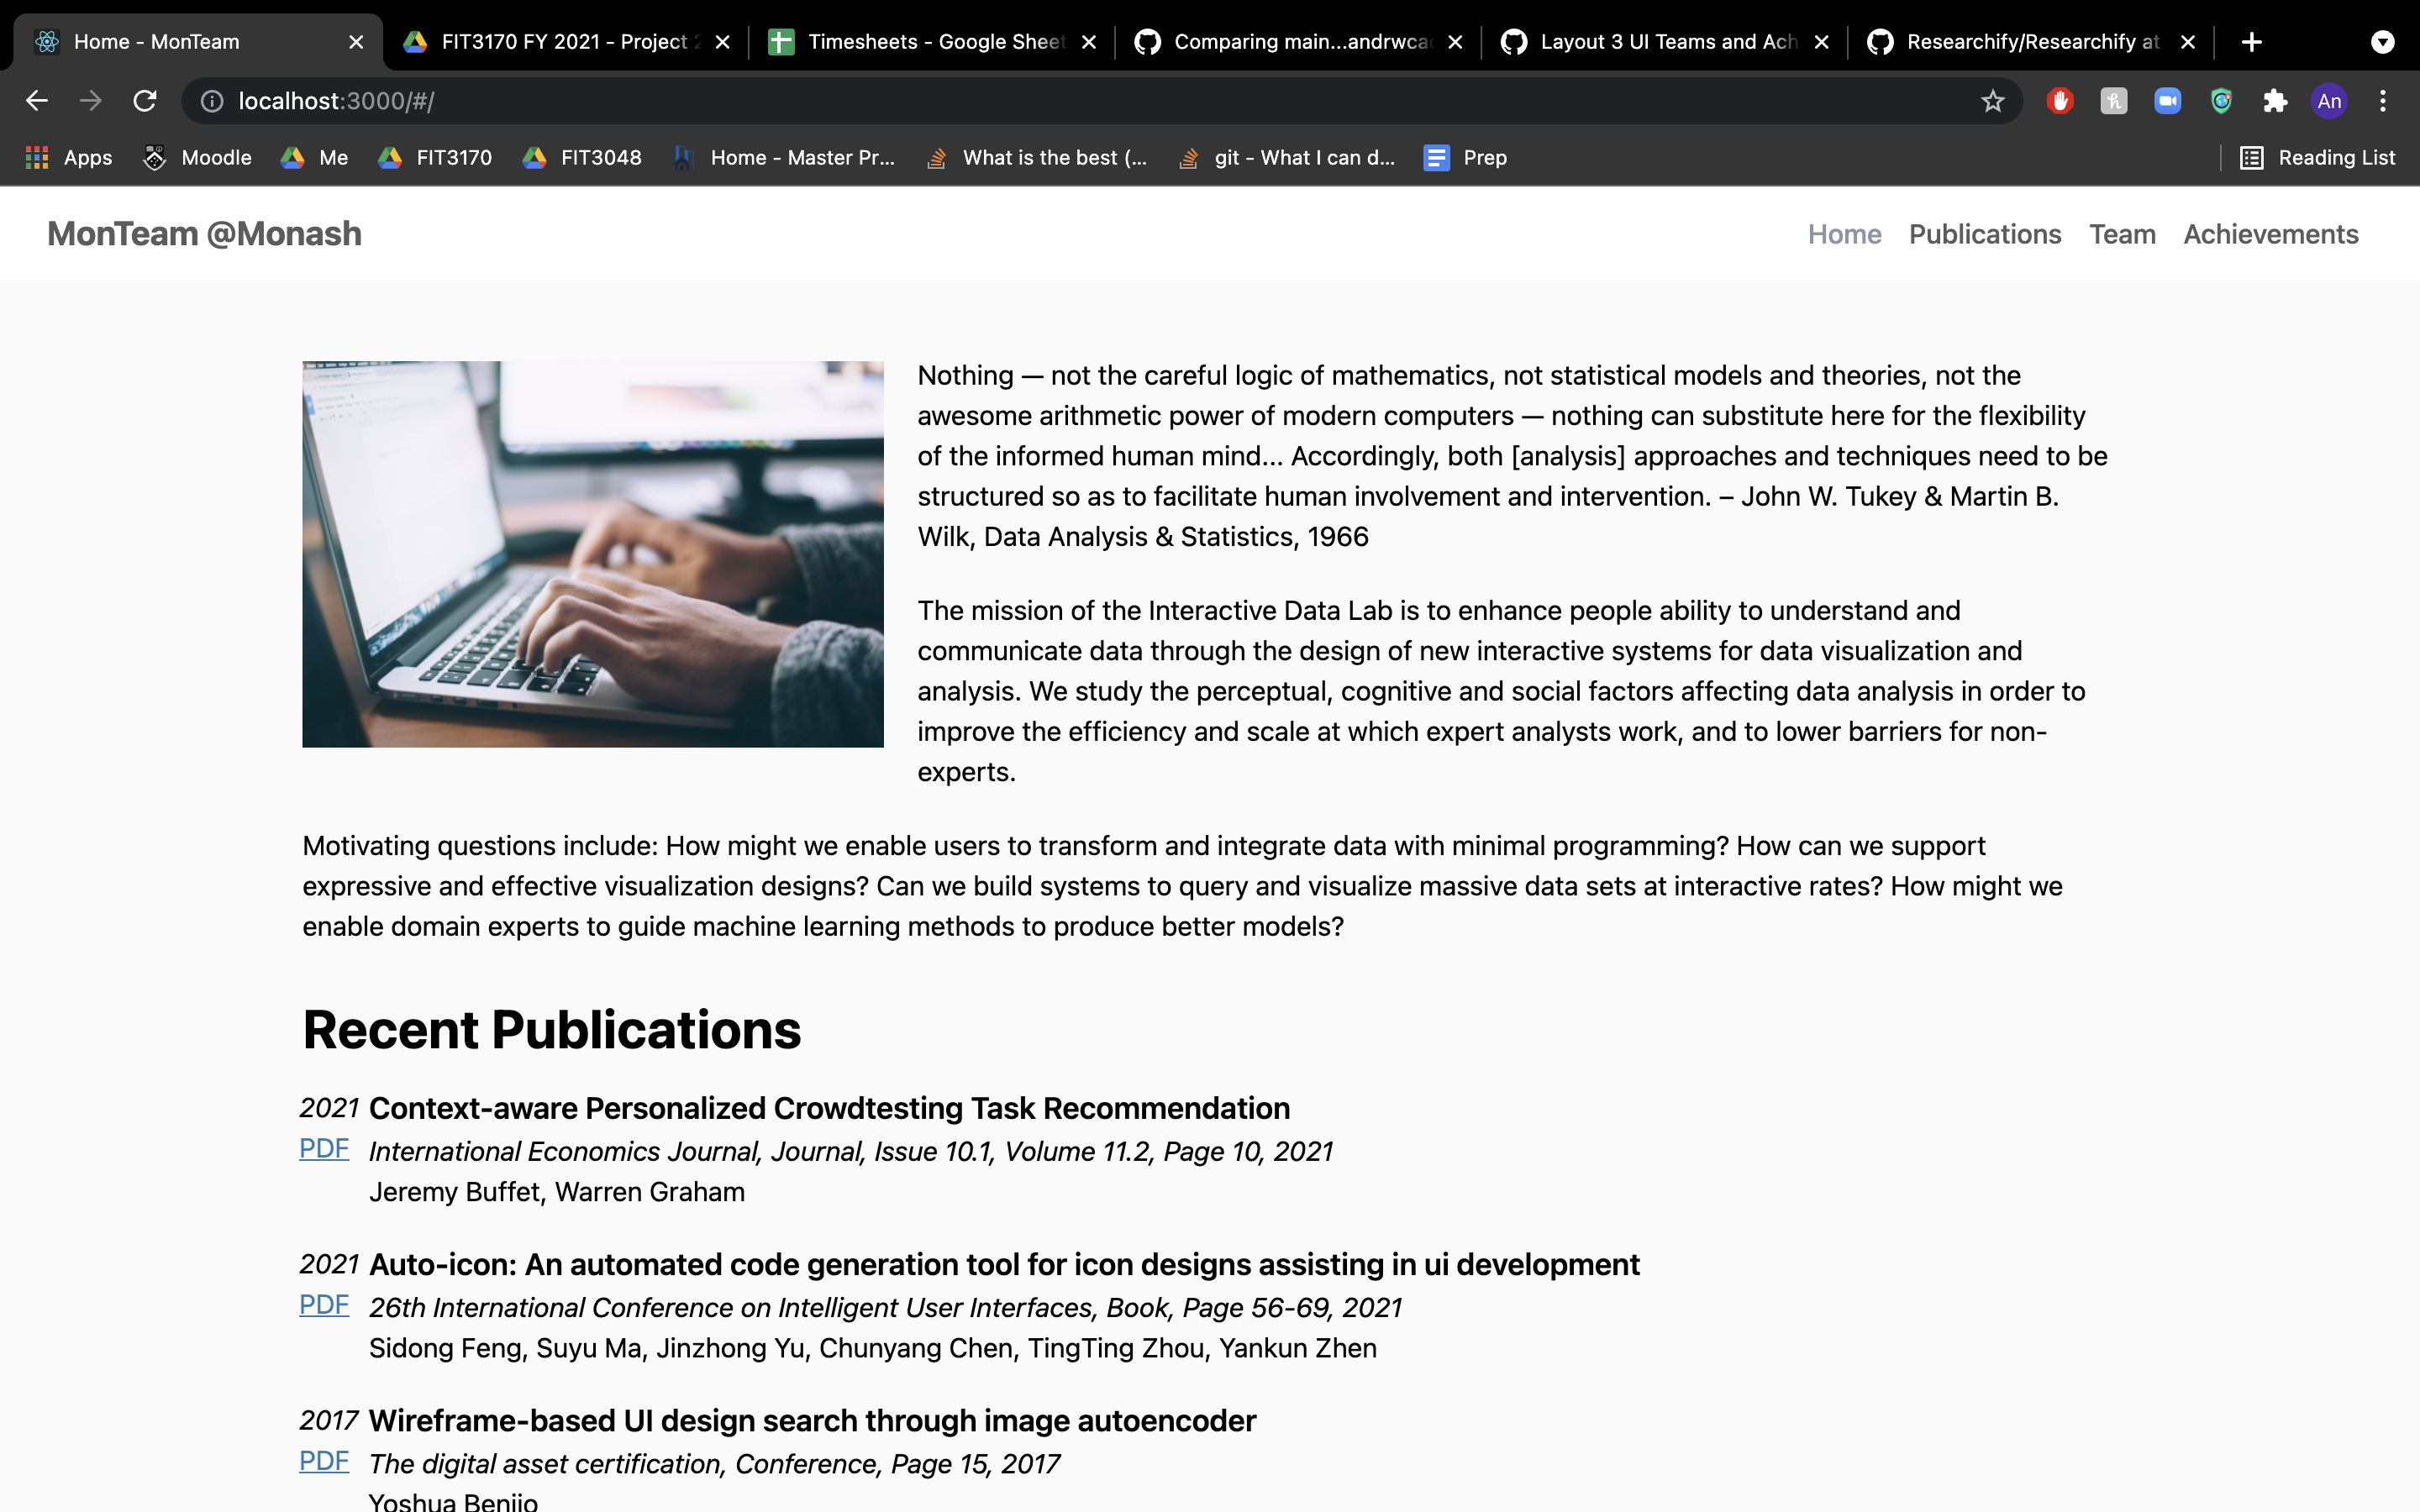 Home - MonTeam
FIT3170 FY 2021 - Project
Timesheets - Google Sheet
Comparing main...andrwca
Layout 3 UI Teams and Ach
Researchify/Researchify at
localhost:3000/#/
An
Apps
Moodle
Me
FIT3170
FIT3048
Home - Master Pr...
What is the best (...
git - What I can d...
Prep
Reading List
MonTeam @Monash
Home
Publications
Team
Achievements
Nothing — not the careful logic of mathematics, not statistical models and theories, not the
awesome arithmetic power of modern computers — nothing can substitute here for the flexibility
of the informed human mind... Accordingly, both [analysis] approaches and techniques need to be
structured so as to facilitate human involvement and intervention. – John W. Tukey & Martin B.
Wilk, Data Analysis & Statistics, 1966
The mission of the Interactive Data Lab is to enhance people ability to understand and
communicate data through the design of new interactive systems for data visualization and
analysis. We study the perceptual, cognitive and social factors affecting data analysis in order to
improve the efficiency and scale at which expert analysts work, and to lower barriers for non-
experts.
Motivating questions include: How might we enable users to transform and integrate data with minimal programming? How can we support
expressive and effective visualization designs? Can we build systems to query and visualize massive data sets at interactive rates? How might we
enable domain experts to guide machine learning methods to produce better models?
Recent Publications
2021 Context-aware Personalized Crowdtesting Task Recommendation
PDF International Economics Journal, Journal, Issue 10.1, Volume 11.2, Page 10, 2021
Jeremy Buffet, Warren Graham
2021 Auto-icon: An automated code generation tool for icon designs assisting in ui development
PDF 26th International Conference on Intelligent User Interfaces, Book, Page 56-69, 2021
Sidong Feng, Suyu Ma, Jinzhong Yu, Chunyang Chen, TingTing Zhou, Yankun Zhen
2017 Wireframe-based UI design search through image autoencoder
PDF The digital asset certification, Conference, Page 15, 2017
Yoshua Benjio